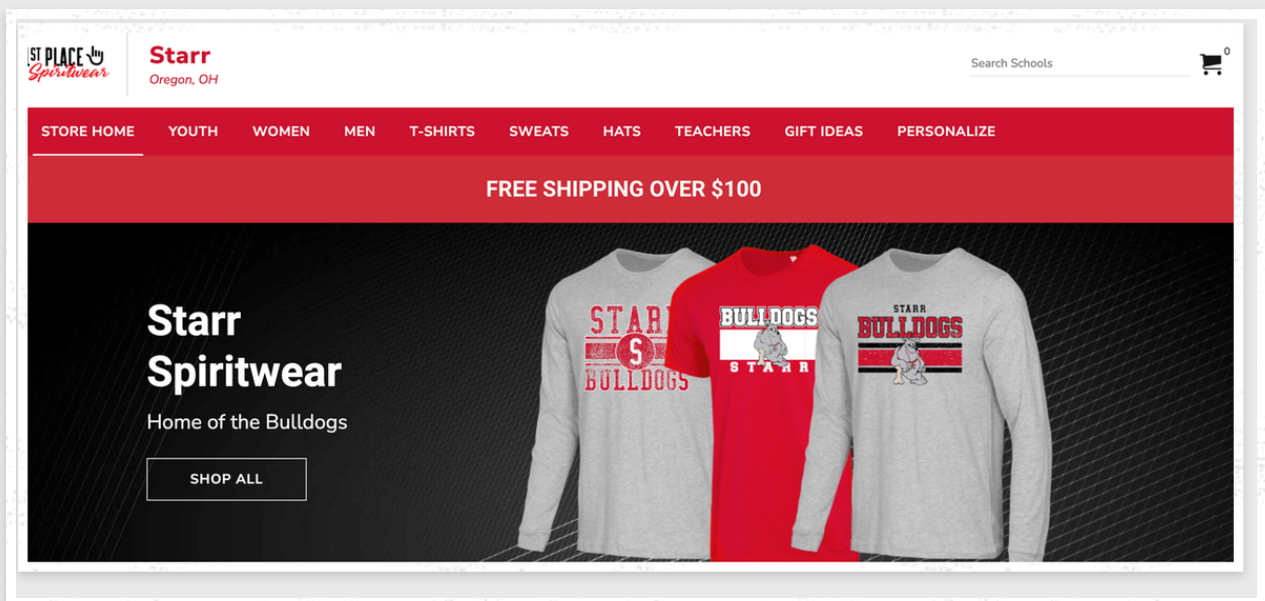 1ST PLACE
Spiritwear
Starr
Oregon, OH
Search Schools
0
STORE HOME YOUTH WOMEN MEN T-SHIRTS SWEATS HATS TEACHERS GIFT IDEAS PERSONALIZE
FREE SHIPPING OVER $100
Starr
Spiritwear
Home of the Bulldogs
SHOP ALL
STAR
S
BULLDOGS
BULLDOGS
STARR
STARR
BULLDOGS